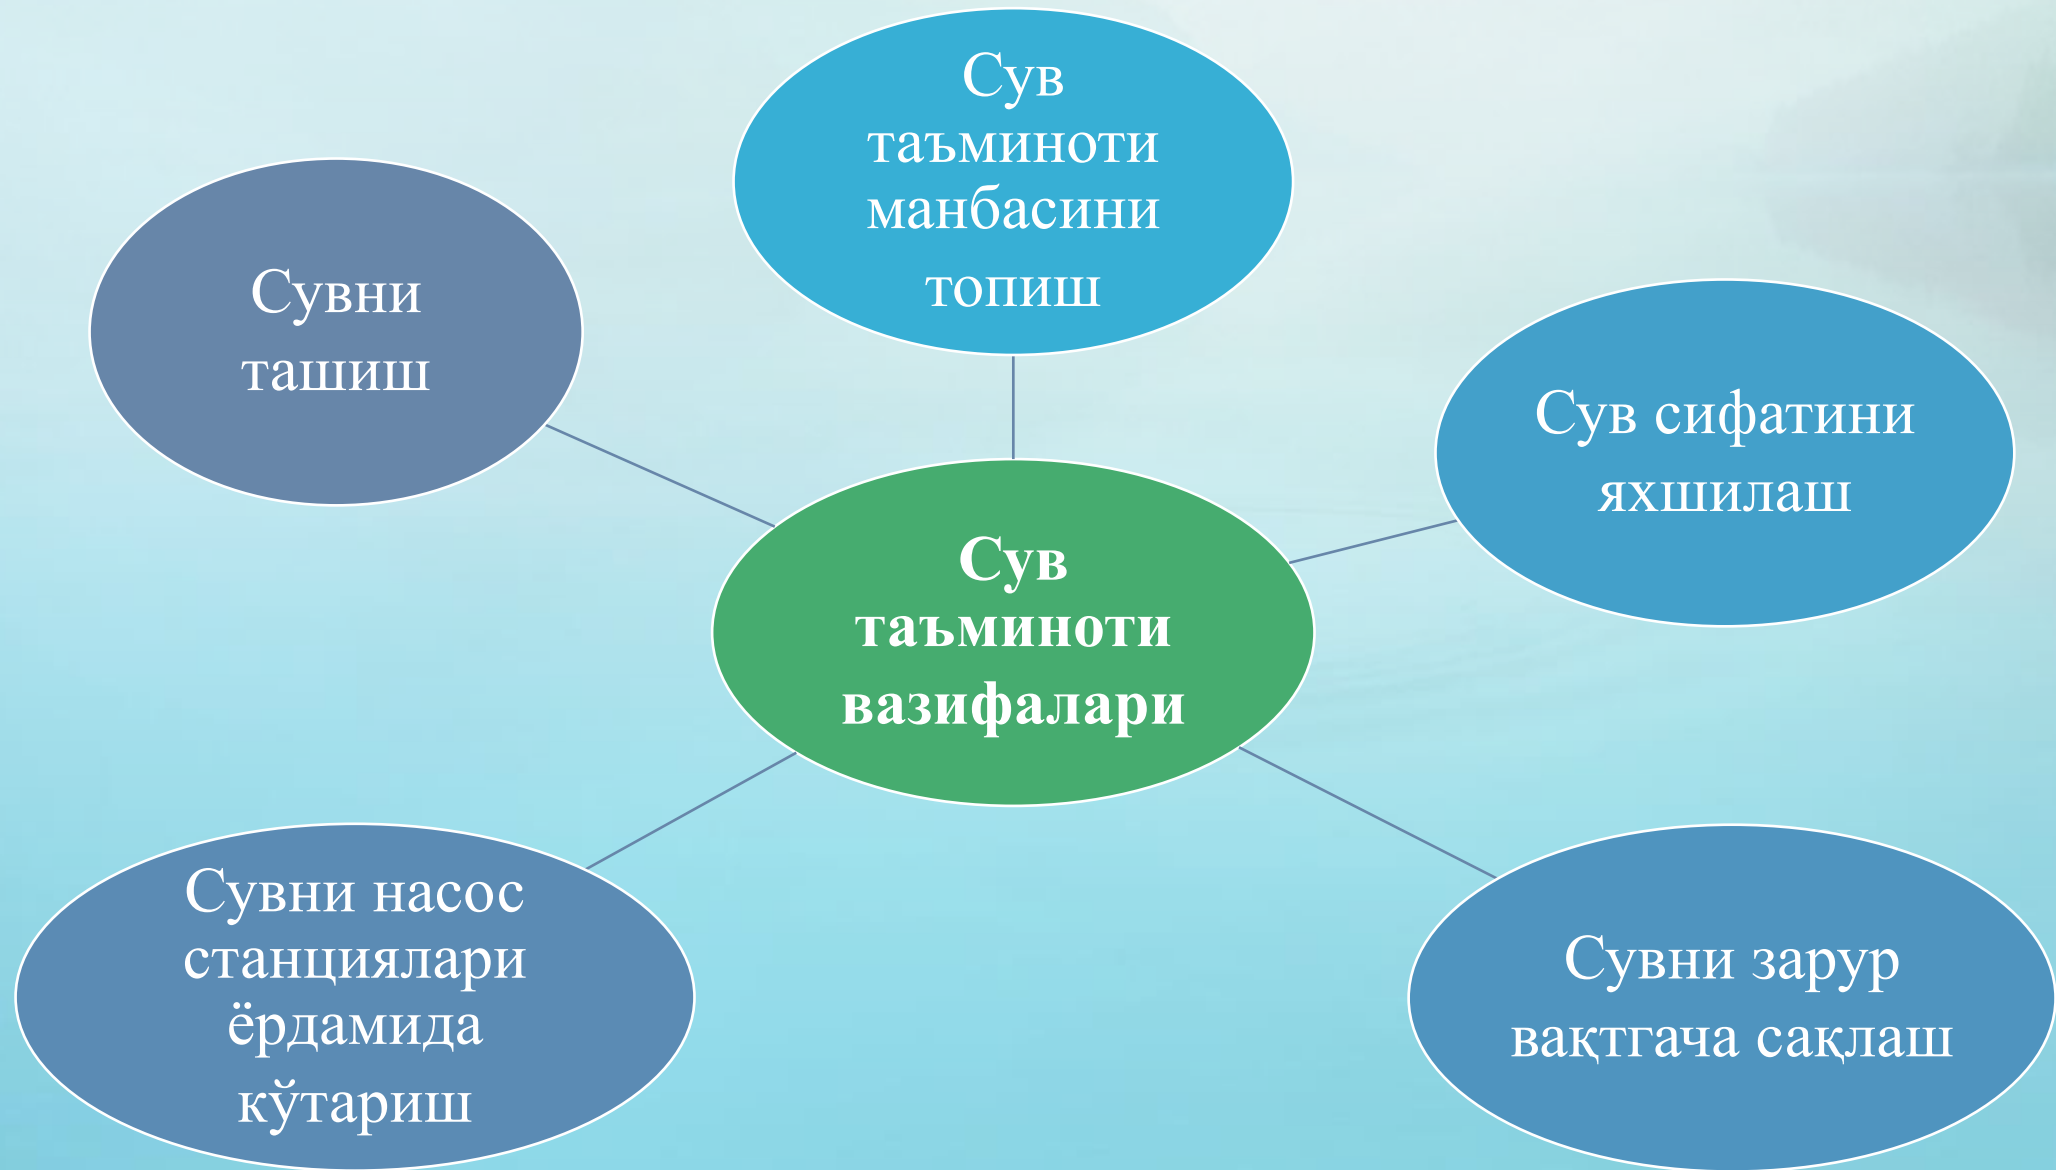 Сув
таъминоти
манбасини
топиш
Сувни
ташиш
Сув сифатини
яхшилаш
Сув
таъминоти
вазифалари
Сувни насос
станциялари
ёрдамида
кўтариш
Сувни зарур
вақтгача сақлаш